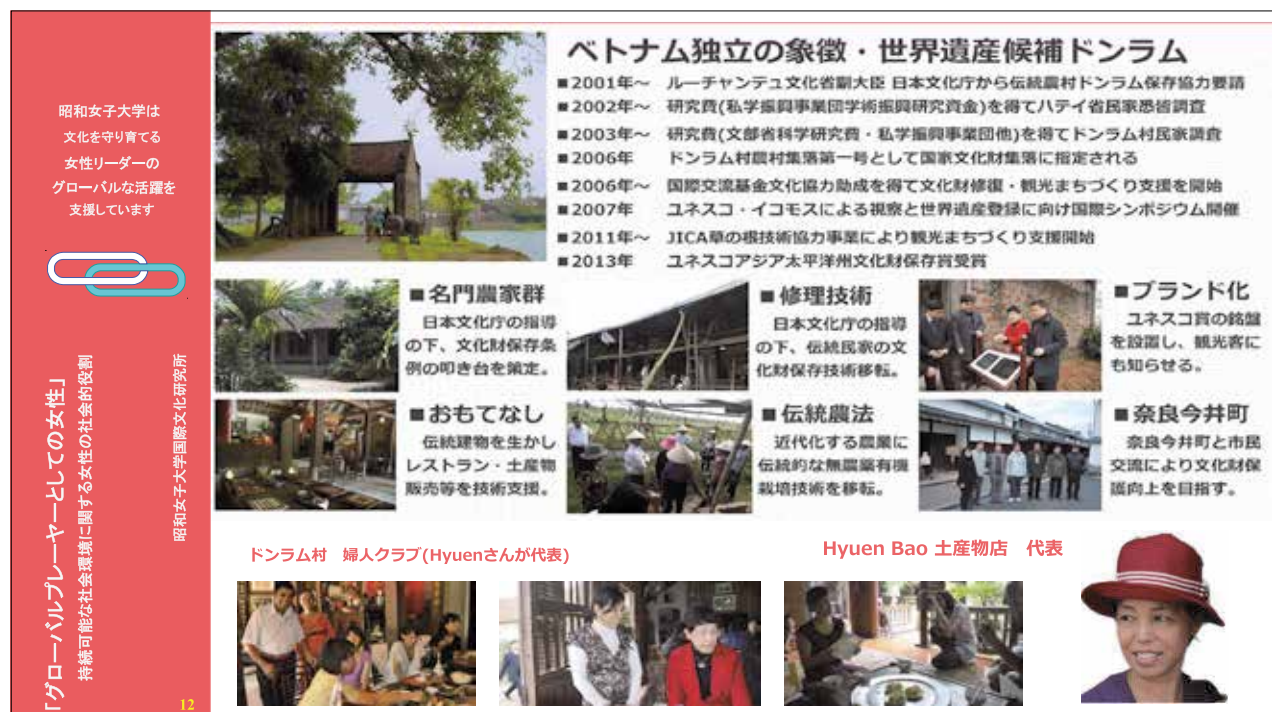 昭和女子大学は
文化を守り育てる
女性リーダーの
グローバルな活躍を
支援しています
「グローバルプレーヤーとしての女性」
持続可能な社会環境に関する女性の社会的役割
昭和女子大学国際文化研究所
12
ベトナム独立の象徴・世界遺産候補ドンラム
■2001年～ ルーチャンテュ文化省副大臣 日本文化庁から伝統農村ドンラム保存協力要請
■2002年～ 研究費(私学振興事業団学術振興研究資金)を得てハテイ省民家悉皆調査
■2003年～ 研究費(文部省科学研究費・私学振興事業団他)を得てドンラム村民家調査
■2006年 ドンラム村農村集落第一号として国家文化財集落に指定される
■2006年～ 国際交流基金文化協力助成を得て文化財修復・観光まちづくり支援を開始
■2007年 ユネスコ・イコモスによる視察と世界遺産登録に向け国際シンポジウム開催
■2011年～ JICA草の根技術協力事業により観光まちづくり支援開始
■2013年 ユネスコアジア太平洋州文化財保存賞受賞
■名門農家群
日本文化庁の指導
の下、文化財保存条
例の叩き台を策定。
■修理技術
日本文化庁の指導
の下、伝統民家の文
化財保存技術移転。
■ブランド化
ユネスコ賞の銘盤
を設置し、観光客に
も知らせる。
■おもてなし
伝統建物を生かし
レストラン・土産物
販売等を技術支援。
■伝統農法
近代化する農業に
伝統的な無農薬有機
栽培技術を移転。
■奈良今井町
奈良今井町と市民
交流により文化財保
護向上を目指す。
ドンラム村 婦人クラブ(Hyuenさんが代表)
Hyuen Bao 土産物店 代表